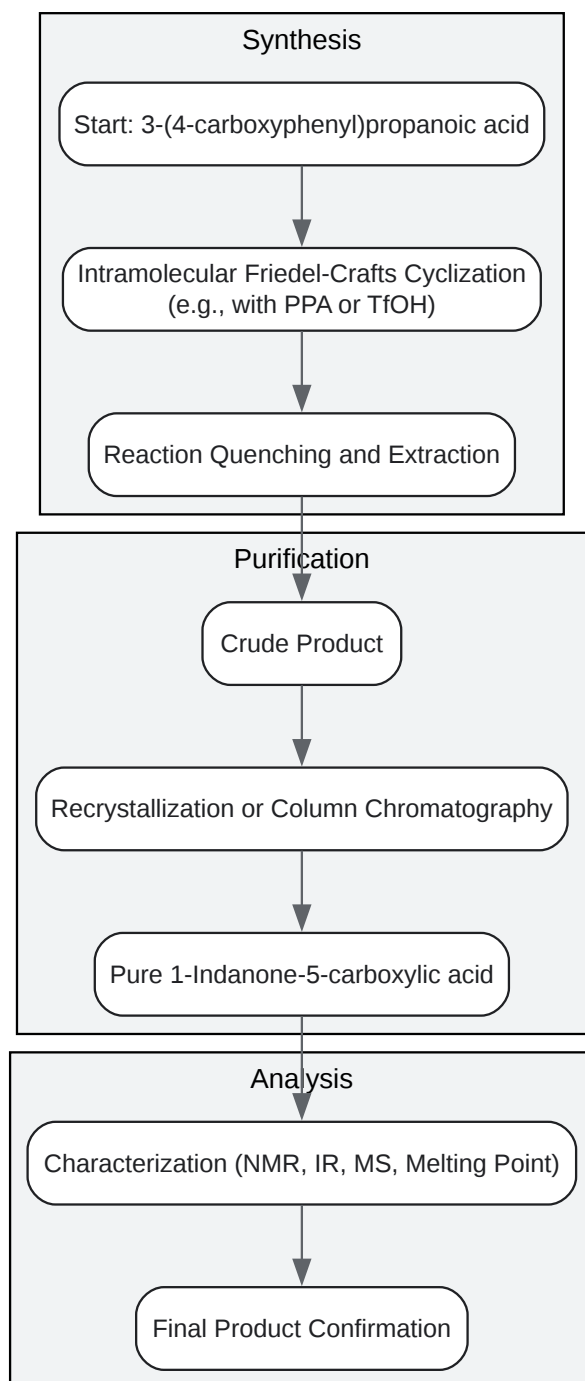 Synthesis
Start: 3-(4-carboxyphenyl)propanoic acid
Intramolecular Friedel-Crafts Cyclization
(e.g., with PPA or TfOH)
Reaction Quenching and Extraction
Purification
Crude Product
Recrystallization or Column Chromatography
Pure 1-Indanone-5-carboxylic acid
Analysis
Characterization (NMR, IR, MS, Melting Point)
Final Product Confirmation